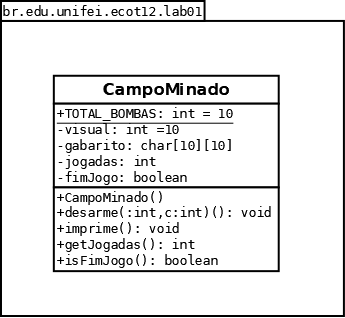 br.edu.unifei.ecot12.lab01
CampoMinado
+TOTAL_BOMBAS: int = 10
-visual: int =10
-gabarito: char[10][10]
-jogadas: int
-fimJogo: boolean
+CampoMinado()
+desarme(:int,c:int)(): void
+imprime(): void
+getJogadas(): int
+isFimJogo(): boolean